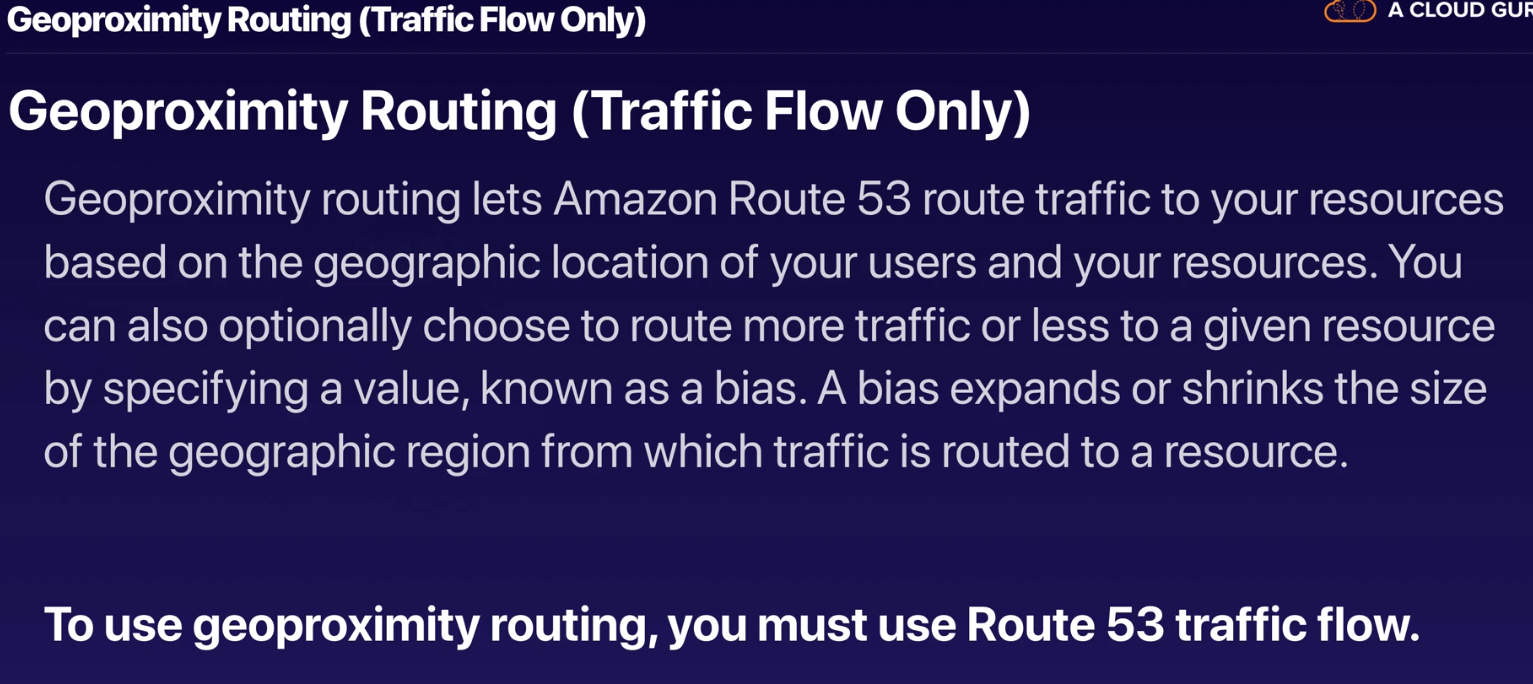 Geoproximity Routing (Traffic Flow Only)
A CLOUD GUR
Geoproximity Routing (Traffic Flow Only)
Geoproximity routing lets Amazon Route 53 route traffic to your resources
based on the geographic location of your users and your resources. You
can also optionally choose to route more traffic or less to a given resource
by specifying a value, known as a bias. A bias expands or shrinks the size
of the geographic region from which traffic is routed to a resource.
To use geoproximity routing, you must use Route 53 traffic flow.